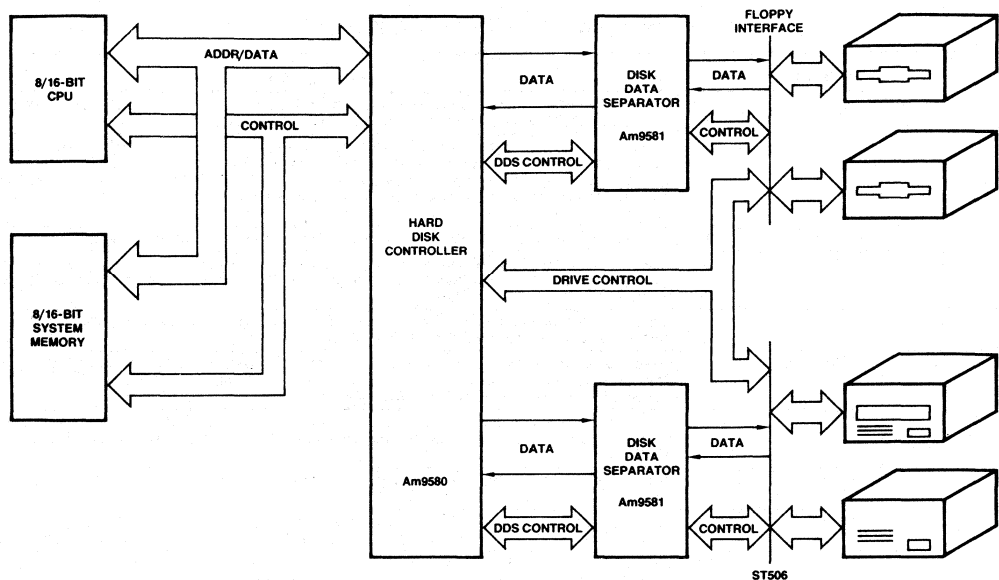 8/16-BIT
CPU
ADDR/DATA
CONTROL
8/16-BIT
SYSTEM
MEMORY
HARD
DISK
CONTROLLER
Am9580
DATA
DDS CONTROL
DISK
DATA
SEPARATOR
Am9581
DATA
CONTROL
FLOPPY
INTERFACE
DRIVE CONTROL
DATA
DDS CONTROL
DISK
DATA
SEPARATOR
Am9581
DATA
CONTROL
ST506